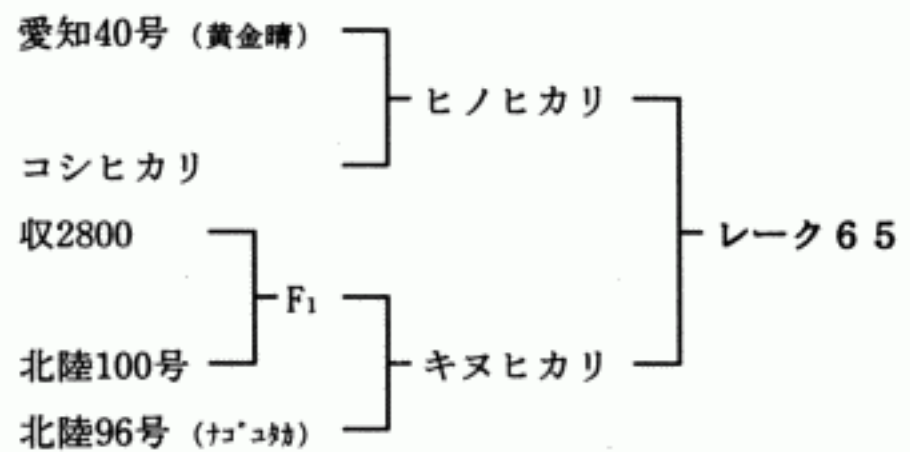 愛知40号（黄金晴）
ヒノヒカリ
コシヒカリ
収2800
レーク６５
F₁
北陸100号
キヌヒカリ
北陸96号（ﾅｺﾞﾕﾀｶ）